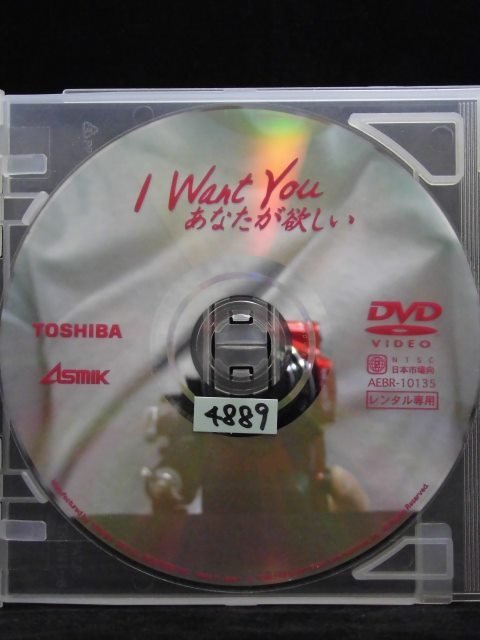 I Want You
あなたが欲しい
TOSHIBA
ASMIK
DVD
VIDEO
NTSC
日本市場向
AEBR-10135
レンタル専用
4889